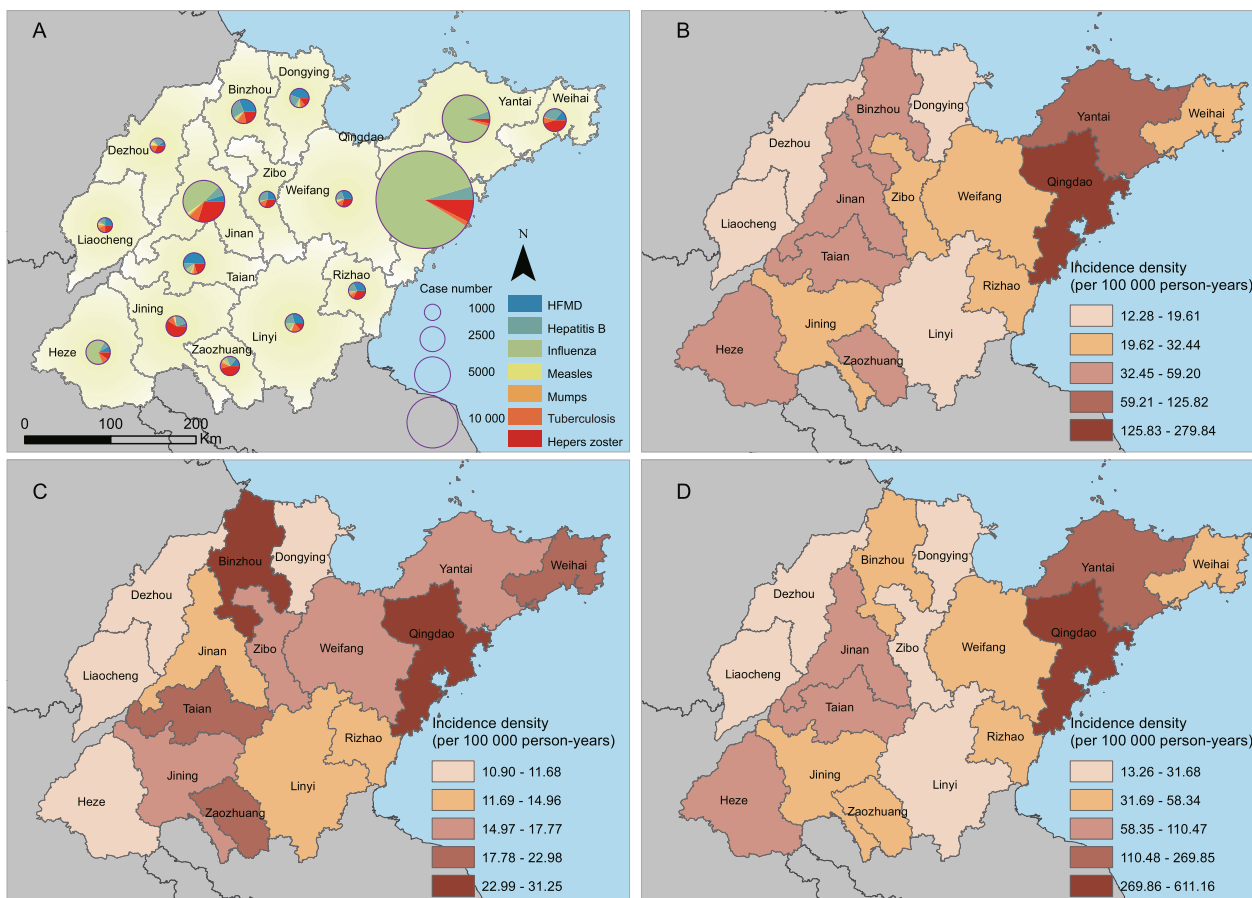 A
Dongying
Binzhou
Yantai
Weihai
Qingdao
Dezhou
Zibo
Weifang
Liaocheng
Jinan
Taian
Rizhao
Jining
Linyi
Heze
Zaozhuang
N
Case number
1000
2500
5000
10 000
HFMD
Hepatitis B
Influenza
Measles
Mumps
Tuberculosis
Hepers zoster
0 100 200
Km
B
Binzhou
Dongying
Yantai
Weihai
Dezhou
Qingdao
Zibo
Weifang
Jinan
Liaocheng
Taian
Rizhao
Jining
Linyi
Heze
Zaozhuang
Incidence density
(per 100 000 person-years)
12.28 - 19.61
19.62 - 32.44
32.45 - 59.20
59.21 - 125.82
125.83 - 279.84
C
Binzhou
Dongying
Yantai
Weihai
Dezhou
Qingdao
Jinan
Zibo
Weifang
Liaocheng
Taian
Rizhao
Jining
Linyi
Heze
Zaozhuang
Incidence density
(per 100 000 person-years)
10.90 - 11.68
11.69 - 14.96
14.97 - 17.77
17.78 - 22.98
22.99 - 31.25
D
Binzhou
Dongying
Yantai
Weihai
Dezhou
Qingdao
Jinan
Zibo
Weifang
Liaocheng
Taian
Rizhao
Jining
Linyi
Heze
Zaozhuang
Incidence density
(per 100 000 person-years)
13.26 - 31.68
31.69 - 58.34
58.35 - 110.47
110.48 - 269.85
269.86 - 611.16